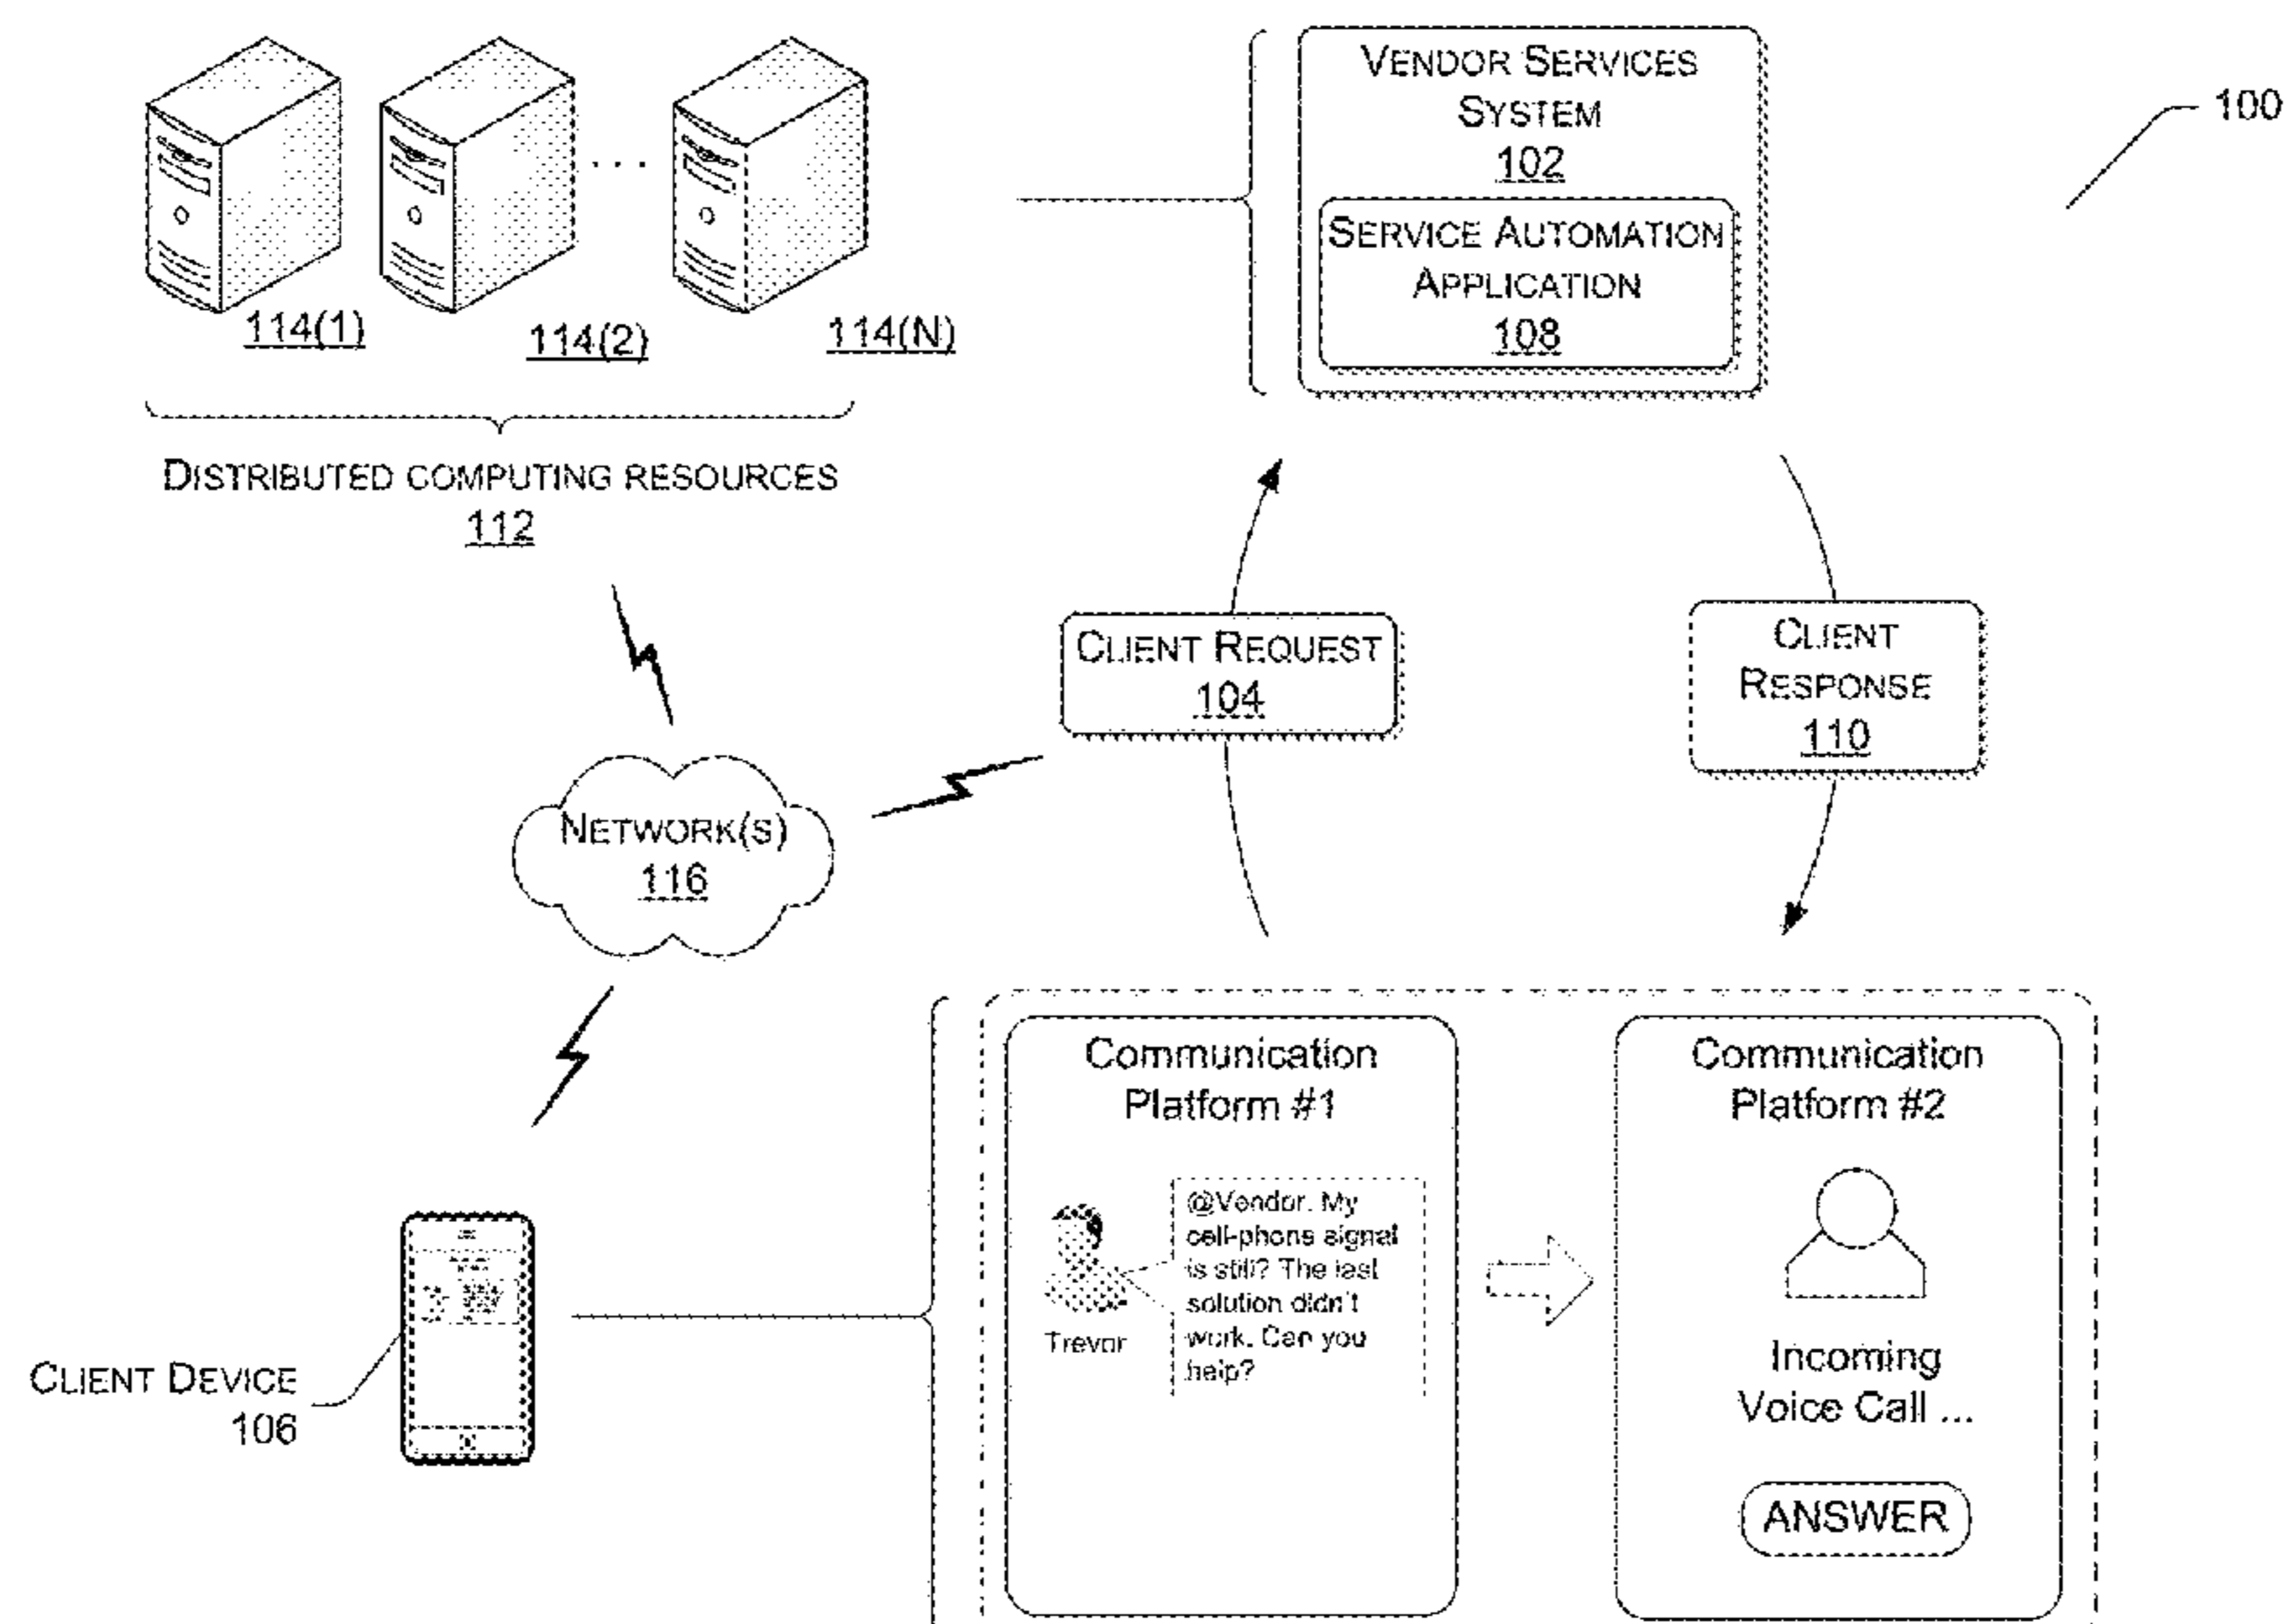 VENDOR SERVICES
SYSTEM
102
SERVICE AUTOMATION
APPLICATION
108
100
114(1)
114(2)
...
114(N)
DISTRIBUTED COMPUTING RESOURCES
112
CLIENT REQUEST
104
CLIENT
RESPONSE
110
NETWORK(S)
116
CLIENT DEVICE
106
Communication
Platform #1
@Vendor. My
cell-phone signal
is still? The last
solution didn't
work. Can you
help?
Trevor
Communication
Platform #2
Incoming
Voice Call ...
ANSWER